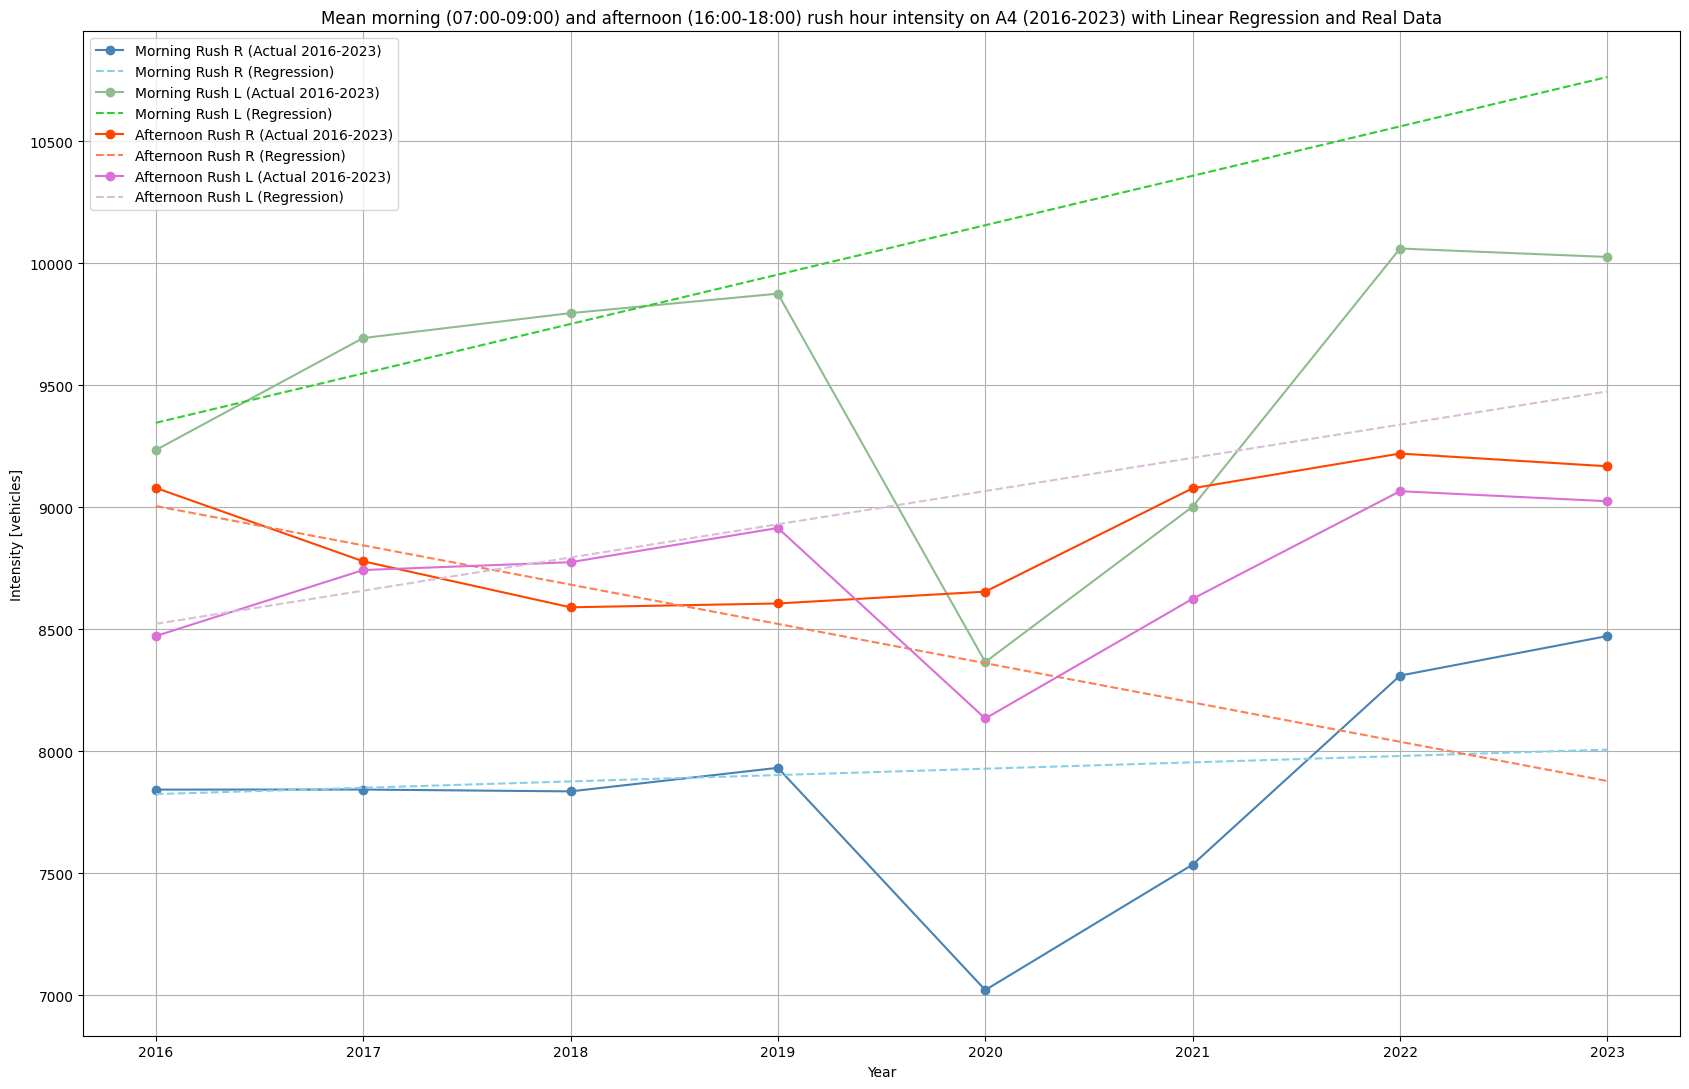 Mean morning (07:00-09:00) and afternoon (16:00-18:00) rush hour intensity on A4 (2016-2023) with Linear Regression and Real Data
Morning Rush R (Actual 2016-2023)
Morning Rush R (Regression)
Morning Rush L (Actual 2016-2023)
Morning Rush L (Regression)
Afternoon Rush R (Actual 2016-2023)
Afternoon Rush R (Regression)
Afternoon Rush L (Actual 2016-2023)
Afternoon Rush L (Regression)
10500
10000
9500
9000
8500
8000
7500
7000
Intensity [vehicles]
2016 2017 2018 2019 2020 2021 2022 2023
Year